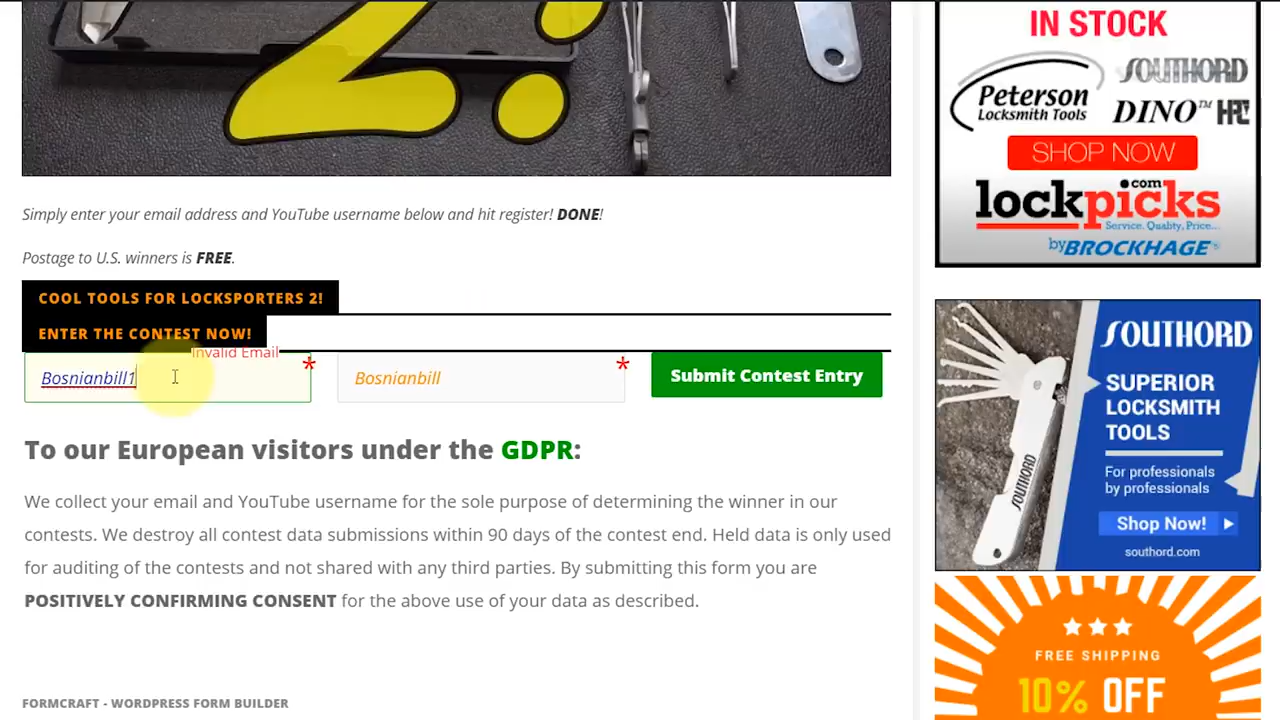 2!
Simply enter your email address and YouTube username below and hit register! DONE!
Postage to U.S. winners is FREE.
COOL TOOLS FOR LOCKSPORTERS 2!
ENTER THE CONTEST NOW!
Invalid Email
Bosnianbill1
*
Bosnianbill
*
Submit Contest Entry
To our European visitors under the GDPR:
We collect your email and YouTube username for the sole purpose of determining the winner in our
contests. We destroy all contest data submissions within 90 days of the contest end. Held data is only used
for auditing of the contests and not shared with any third parties. By submitting this form you are
POSITIVELY CONFIRMING CONSENT for the above use of your data as described.
FORMCRAFT - WORDPRESS FORM BUILDER
IN STOCK
Peterson
Locksmith Tools
SOUTHORD
DINO™ HPC
SHOP NOW
lockpicks.com
Service, Quality, Price...
by BROCKHAGE®
SOUTHORD
SUPERIOR
LOCKSMITH
TOOLS
For professionals
by professionals
Shop Now!
southord.com
SOUTHORD
FREE SHIPPING
10% OFF